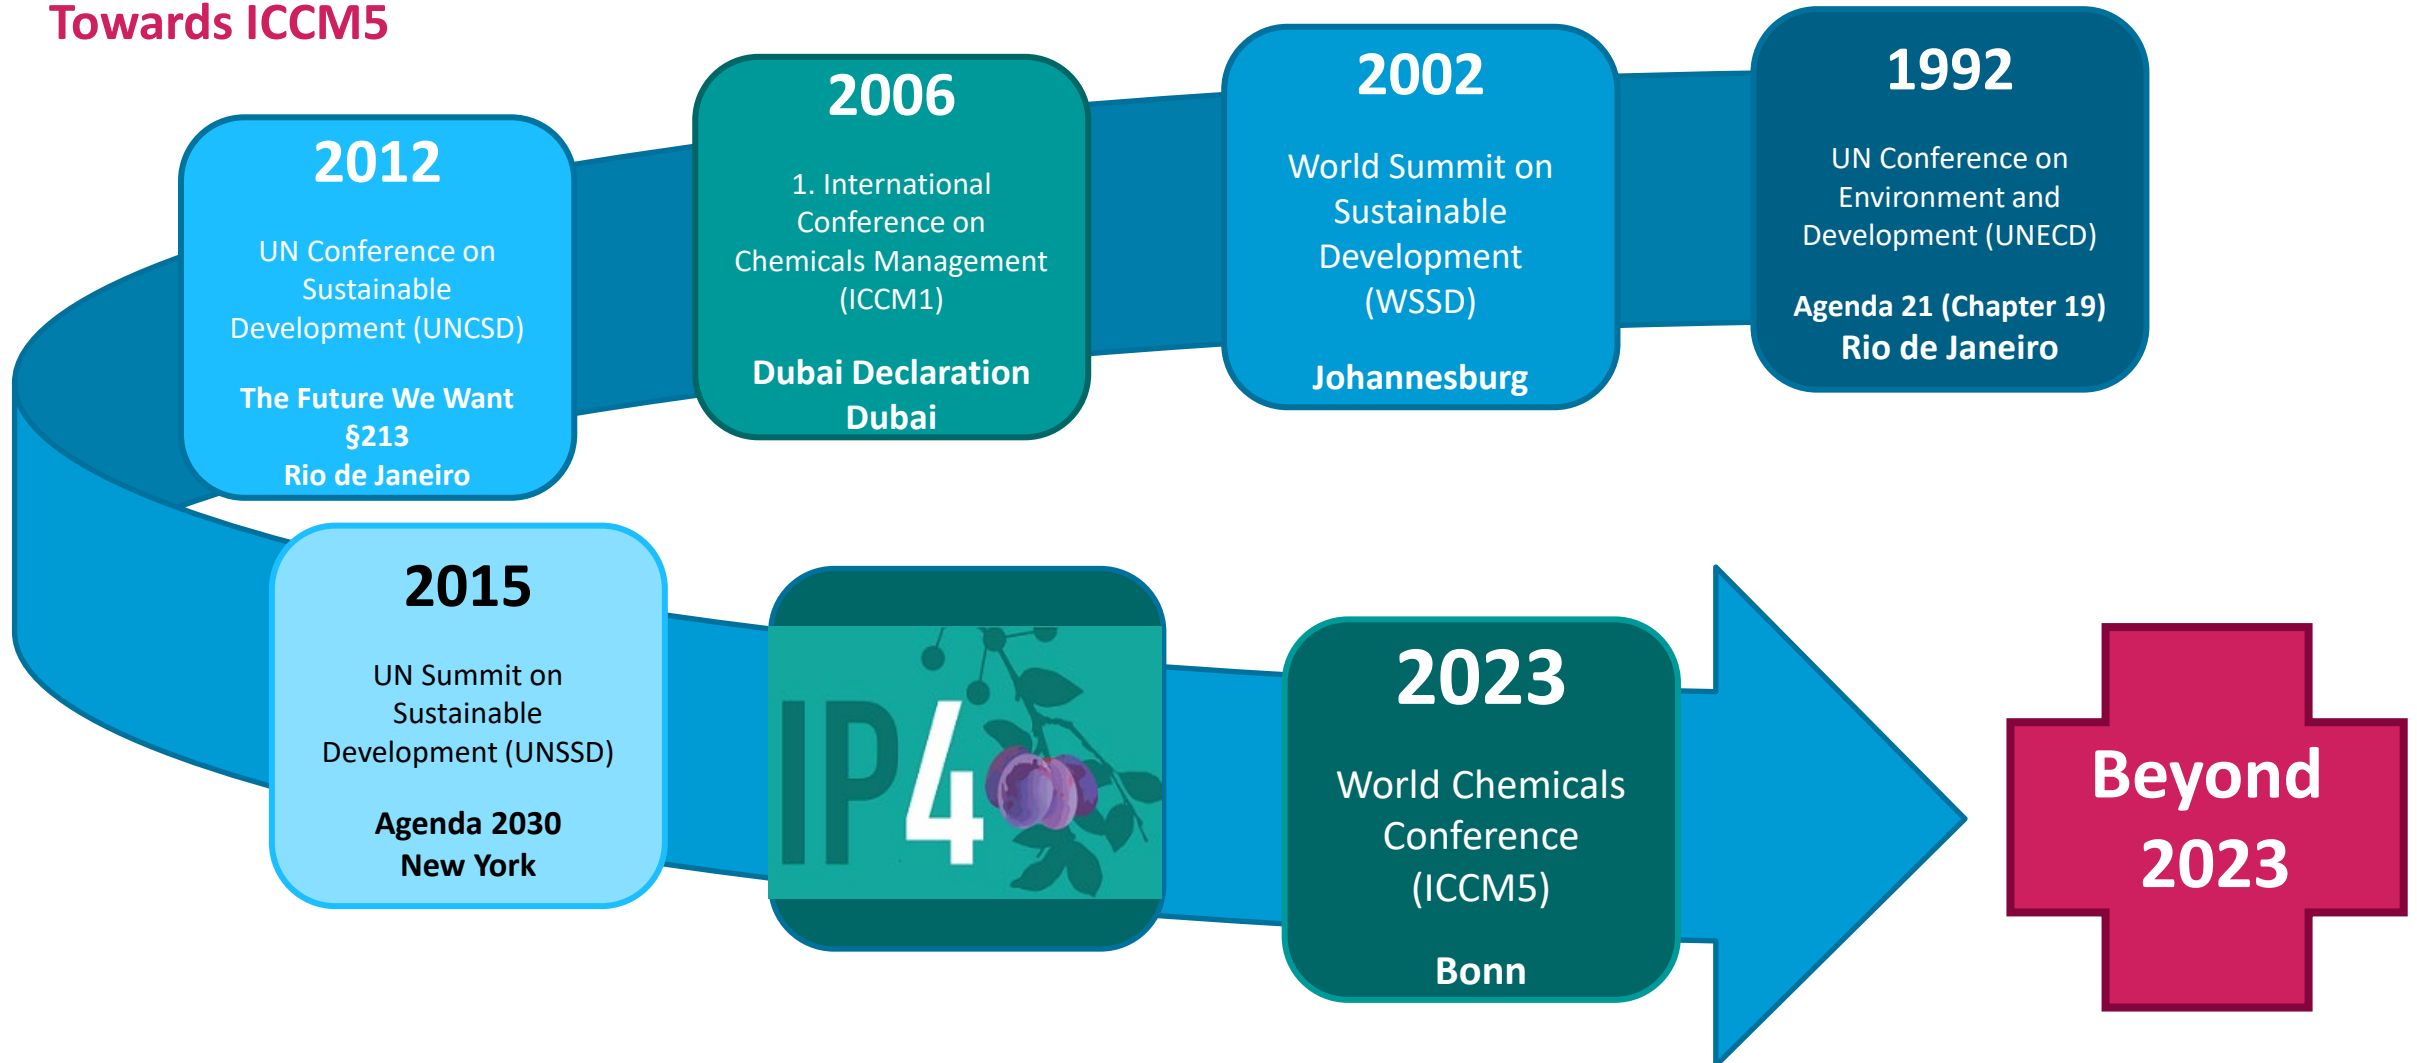 Towards ICCM5
2012
UN Conference on
Sustainable
Development (UNCSD)
The Future We Want
§213
Rio de Janeiro
2006
1. International
Conference on
Chemicals Management
(ICCM1)
Dubai Declaration
Dubai
2002
World Summit on
Sustainable
Development
(WSSD)
Johannesburg
1992
UN Conference on
Environment and
Development (UNECD)
Agenda 21 (Chapter 19)
Rio de Janeiro
2015
UN Summit on
Sustainable
Development (UNSSD)
Agenda 2030
New York
IP4
2023
World Chemicals
Conference
(ICCM5)
Bonn
Beyond
2023